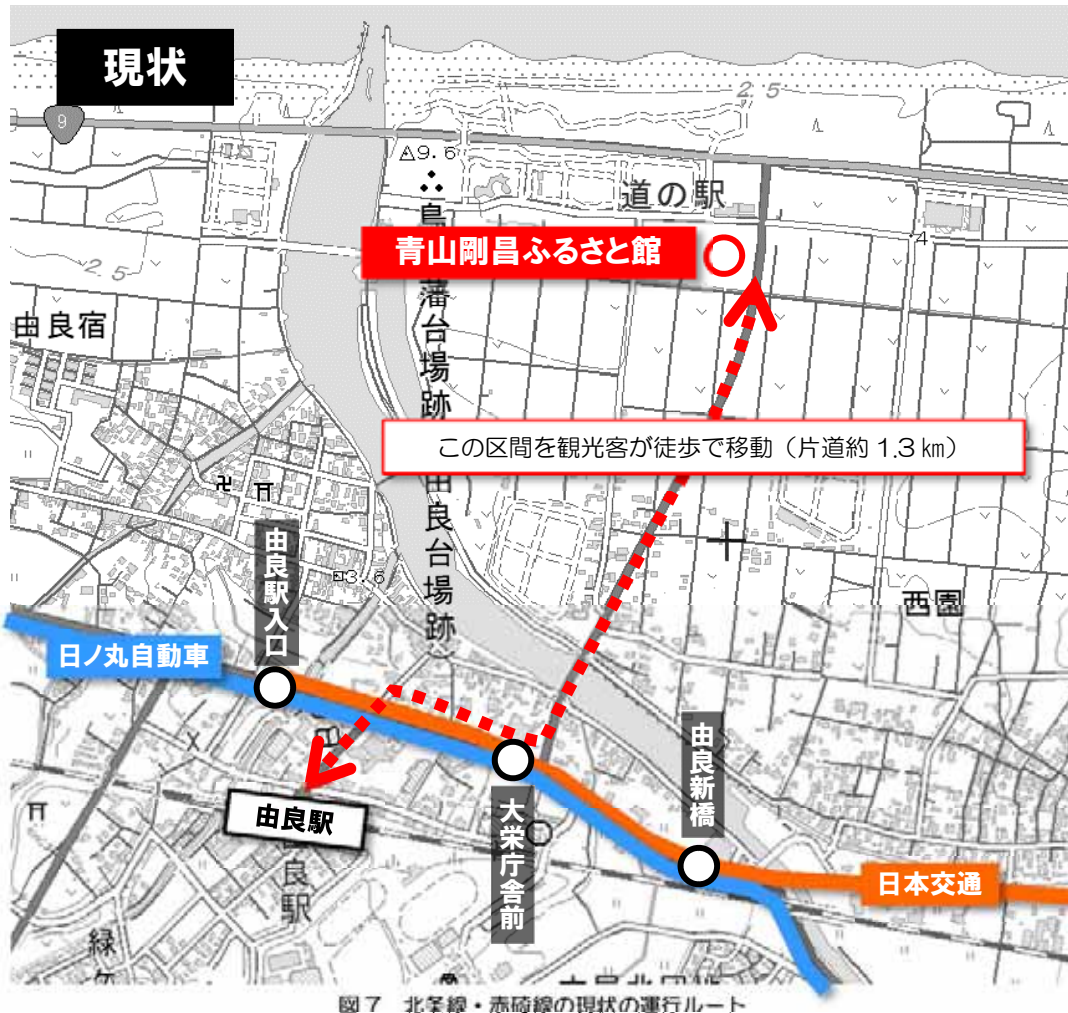 現状
9
2.5
△9.6
道の駅
青山剛昌ふるさと館
4
2.5
由良宿
この区間を観光客が徒歩で移動（片道約 1.3 km）
由良台場跡
3.6
西園
由良駅入口
日ノ丸自動車
由良新橋
大栄庁舎前
由良駅
良駅
日本交通
緑ヶ
図7 北条線・赤碕線の現状の運行ルート